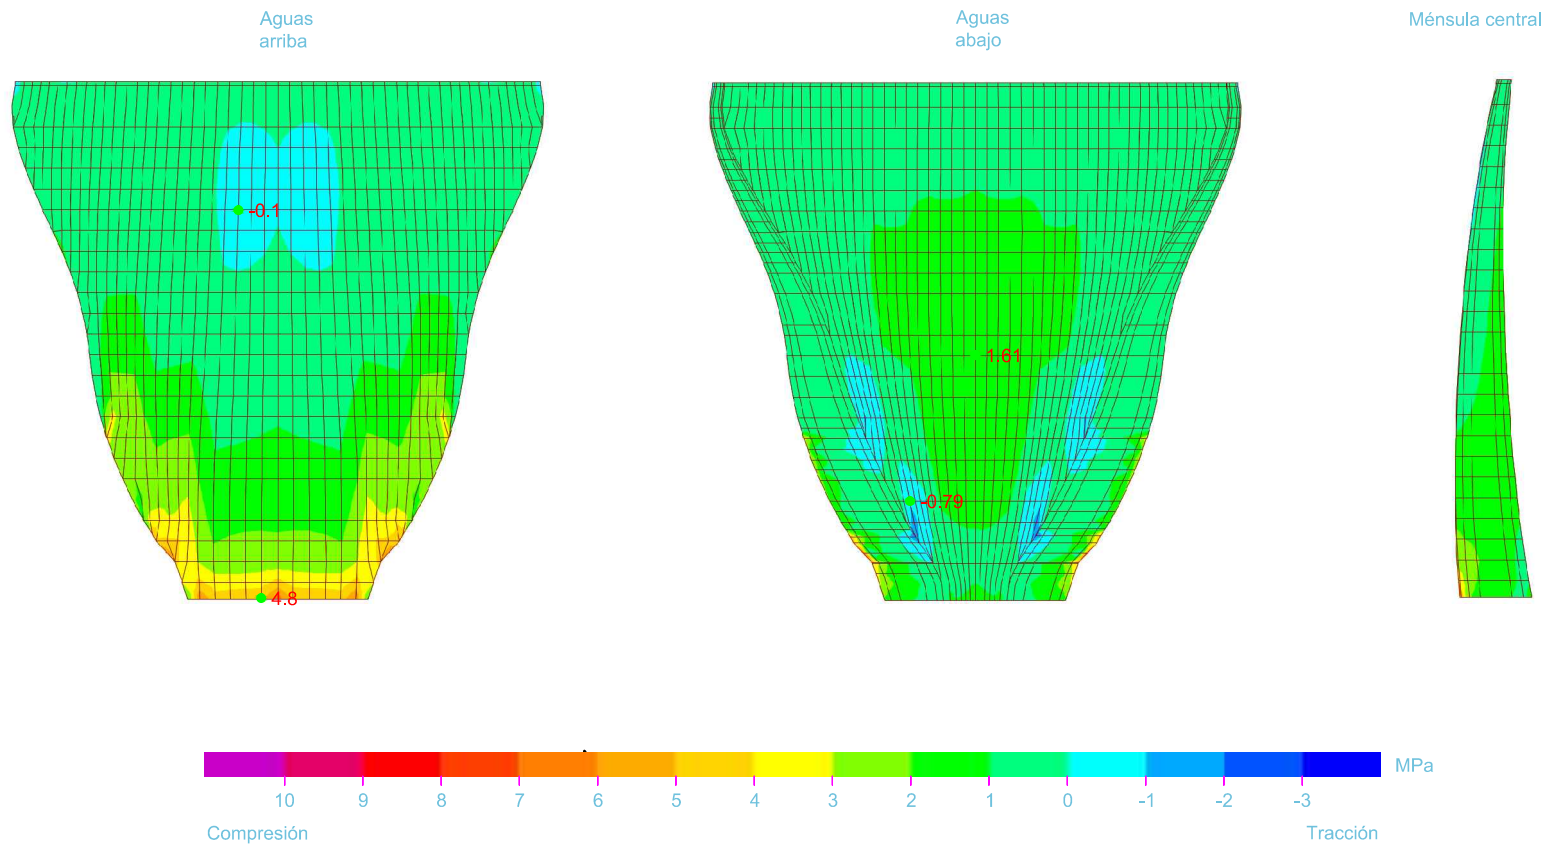 Aguas
arriba
Aguas
abajo
Ménsula central
-0.1
1.61
-0.79
4.8
MPa
10 9 8 7 6 5 4 3 2 1 0 -1 -2 -3
Compresión
Tracción